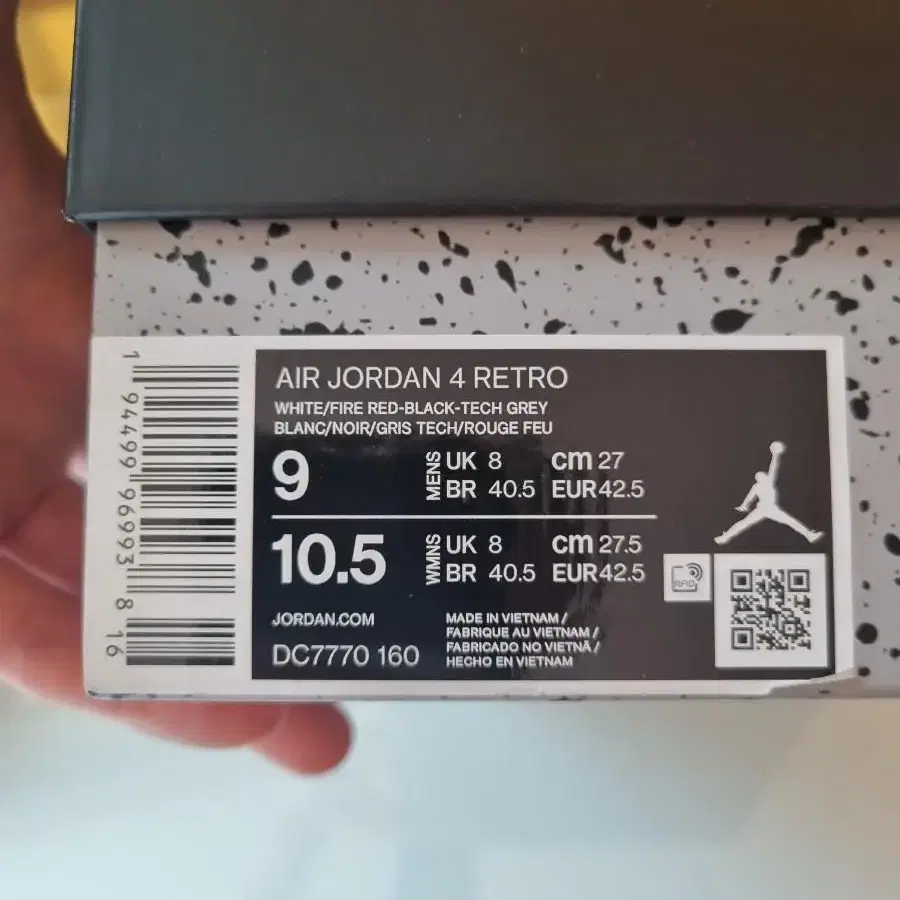 AIR JORDAN 4 RETRO
WHITE/FIRE RED-BLACK-TECH GREY
BLANC/NOIR/GRIS TECH/ROUGE FEU
9 MENS UK 8 cm 27
BR 40.5 EUR 42.5
10.5 WMNS UK 8 cm 27.5
BR 40.5 EUR 42.5
RFID
JORDAN.COM
DC7770 160
MADE IN VIETNAM /
FABRIQUE AU VIETNAM /
FABRICADO NO VIETNÃ /
HECHO EN VIETNAM
1 94499 96993 8 16